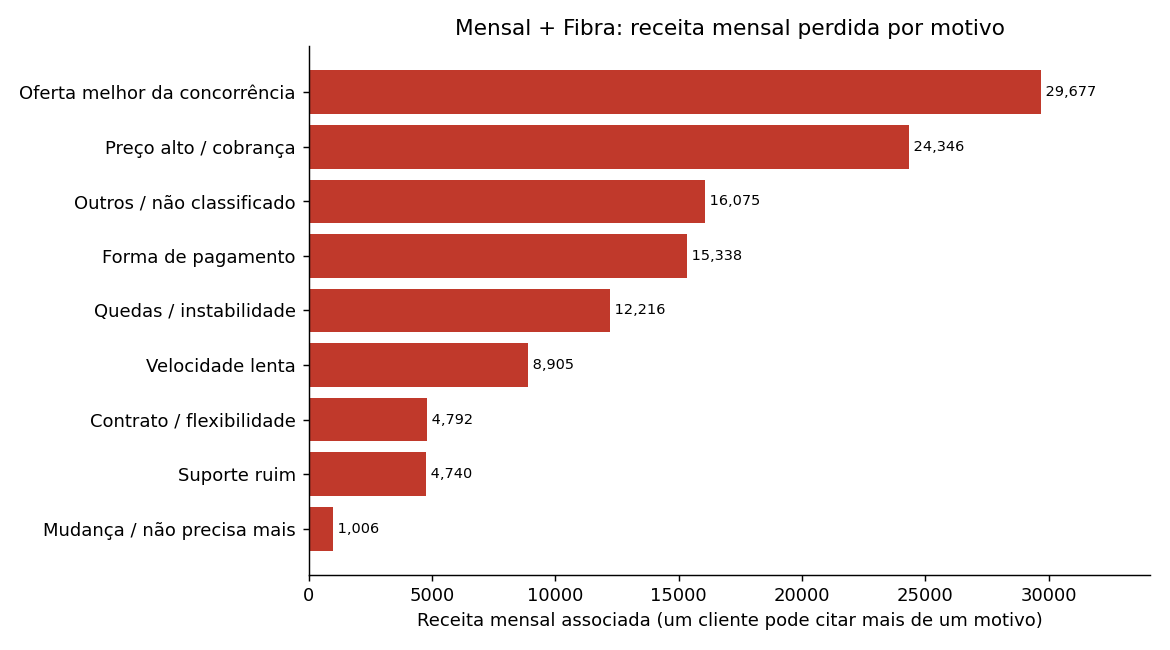 Mensal + Fibra: receita mensal perdida por motivo
Oferta melhor da concorrência 29,677
Preço alto / cobrança 24,346
Outros / não classificado 16,075
Forma de pagamento 15,338
Quedas / instabilidade 12,216
Velocidade lenta 8,905
Contrato / flexibilidade 4,792
Suporte ruim 4,740
Mudança / não precisa mais 1,006
0 5000 10000 15000 20000 25000 30000
Receita mensal associada (um cliente pode citar mais de um motivo)